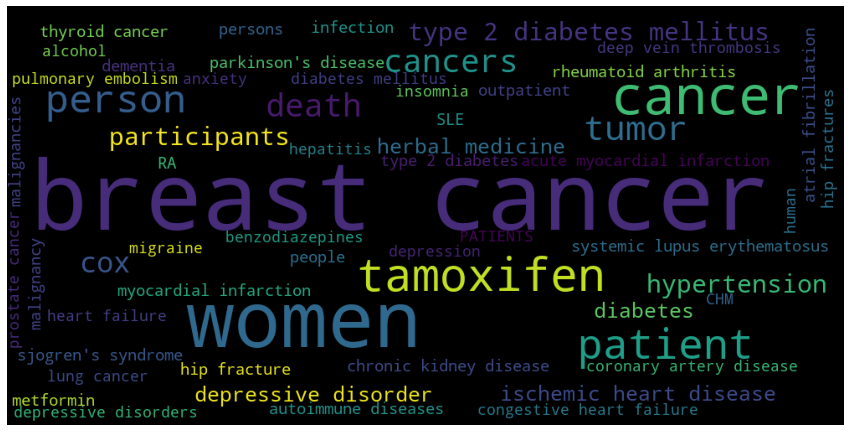 thyroid cancer
persons
infection
type 2 diabetes mellitus
alcohol
deep vein thrombosis
dementia
parkinson's disease
cancers
pulmonary embolism
anxiety
diabetes mellitus
rheumatoid arthritis
atrial fibrillation
person
death
insomnia
outpatient
cancer
hip fractures
malignancies
participants
SLE
tumor
hepatitis
herbal medicine
RA
type 2 diabetes
acute myocardial infarction
breast cancer
human
prostate cancer
malignancy
benzodiazepines
PATIENTS
migraine
depression
systemic lupus erythematosus
cox
people
tamoxifen
hypertension
myocardial infarction
CHM
women
diabetes
heart failure
patient
sjogren's syndrome
hip fracture
chronic kidney disease
coronary artery disease
lung cancer
depressive disorder
ischemic heart disease
metformin
depressive disorders
autoimmune diseases
congestive heart failure